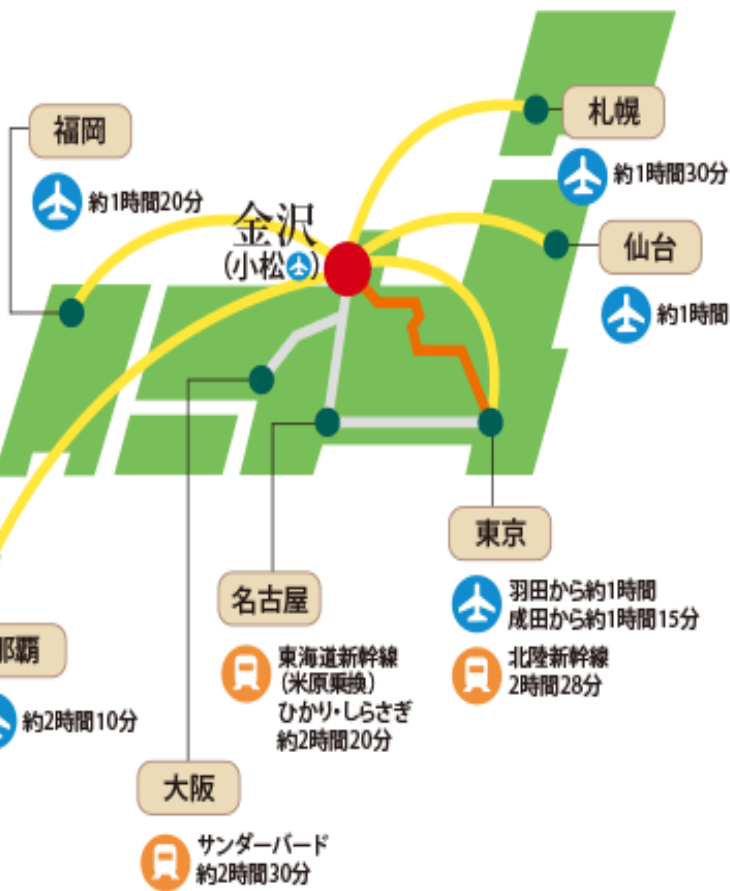 札幌
約1時間30分
福岡
約1時間20分
金沢
(小松)
仙台
約1時間
東京
羽田から約1時間
成田から約1時間15分
北陸新幹線
2時間28分
名古屋
東海道新幹線
(米原乗換)
ひかり・しらさぎ
約2時間20分
那覇
約2時間10分
大阪
サンダーバード
約2時間30分